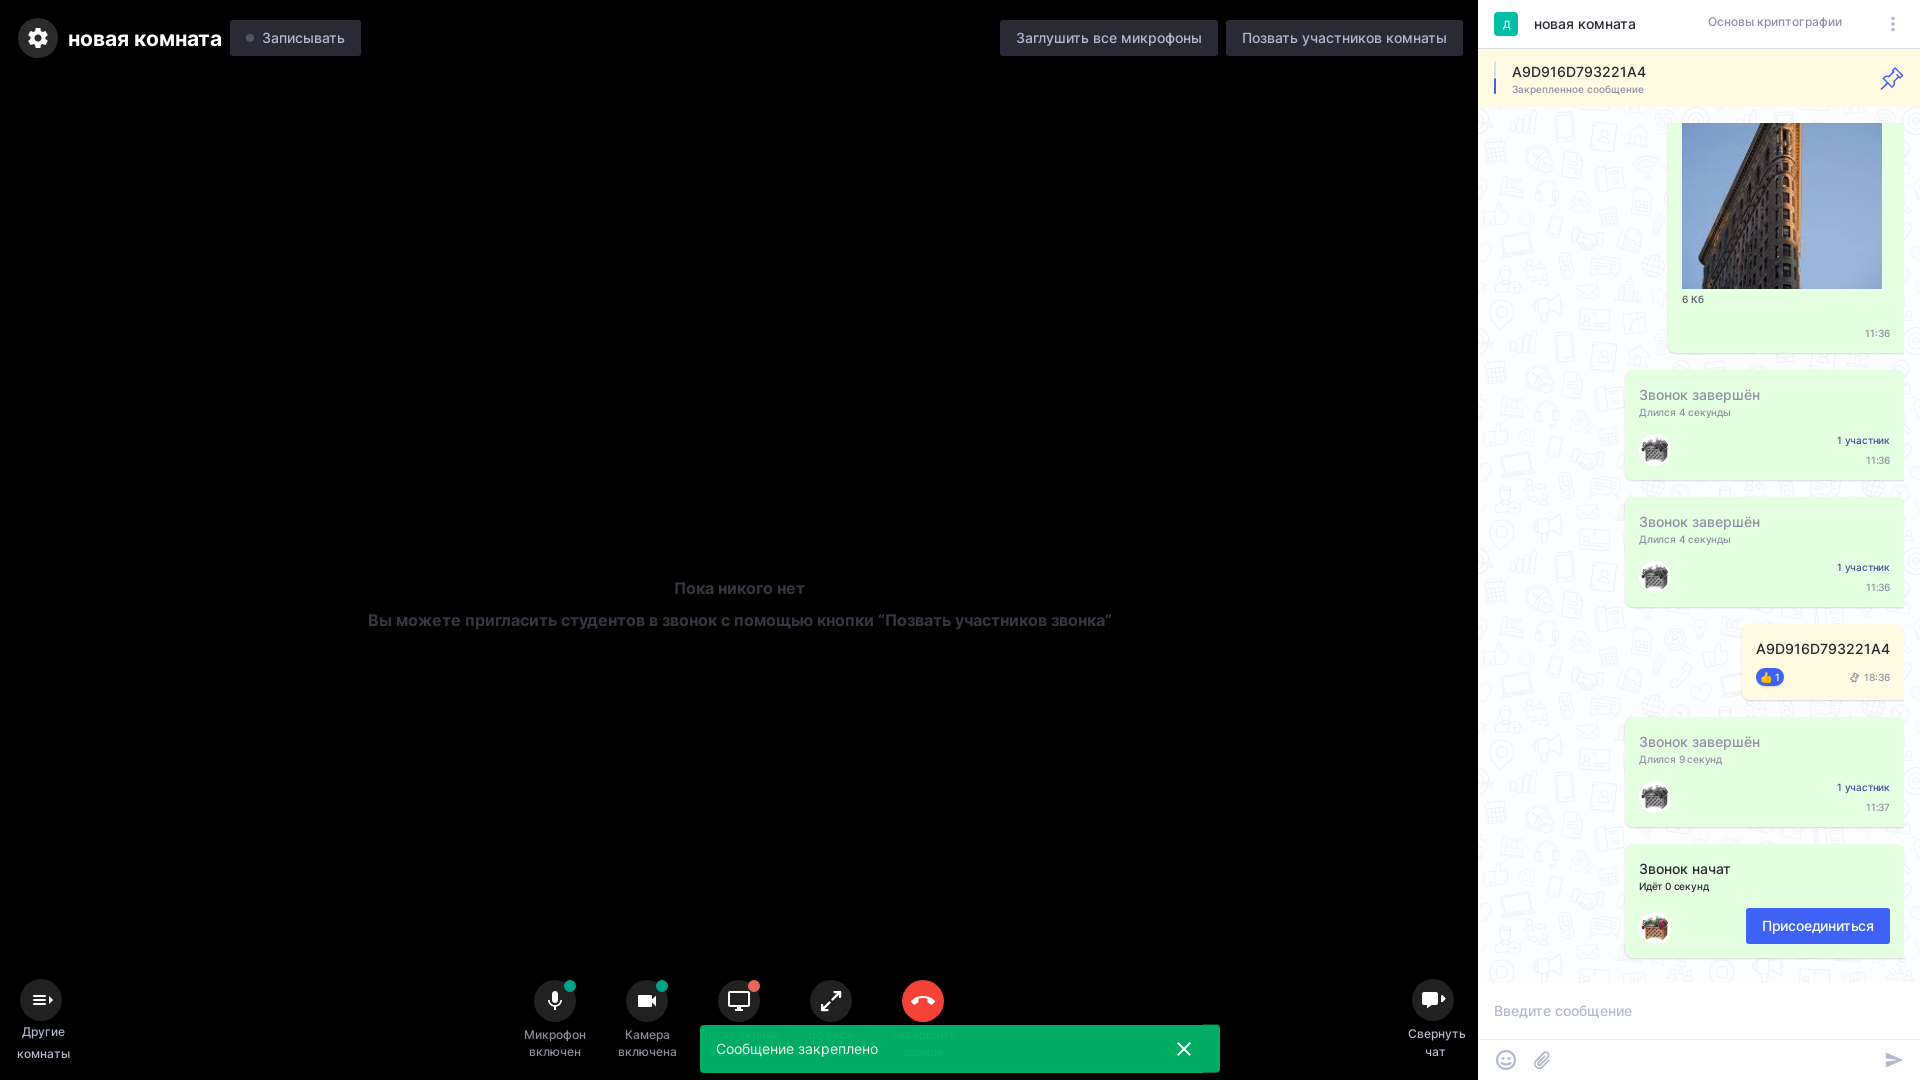 новая комната
Записывать
Заглушить все микрофоны
Позвать участников комнаты
Д
новая комната
Основы криптографии
A9D916D793221A4
Закрепленное сообщение
6 Кб
11:36
Звонок завершён
Длился 4 секунды
1 участник
11:36
Звонок завершён
Длился 4 секунды
1 участник
11:36
A9D916D793221A4
👍 1
18:36
Звонок завершён
Длился 9 секунд
1 участник
11:37
Звонок начат
Идёт 0 секунд
Присоединиться
Пока никого нет
Вы можете пригласить студентов в звонок с помощью кнопки “Позвать участников звонка”
Другие
комнаты
Микрофон
включен
Камера
включена
Сообщение закреплено
Свернуть
чат
Введите сообщение